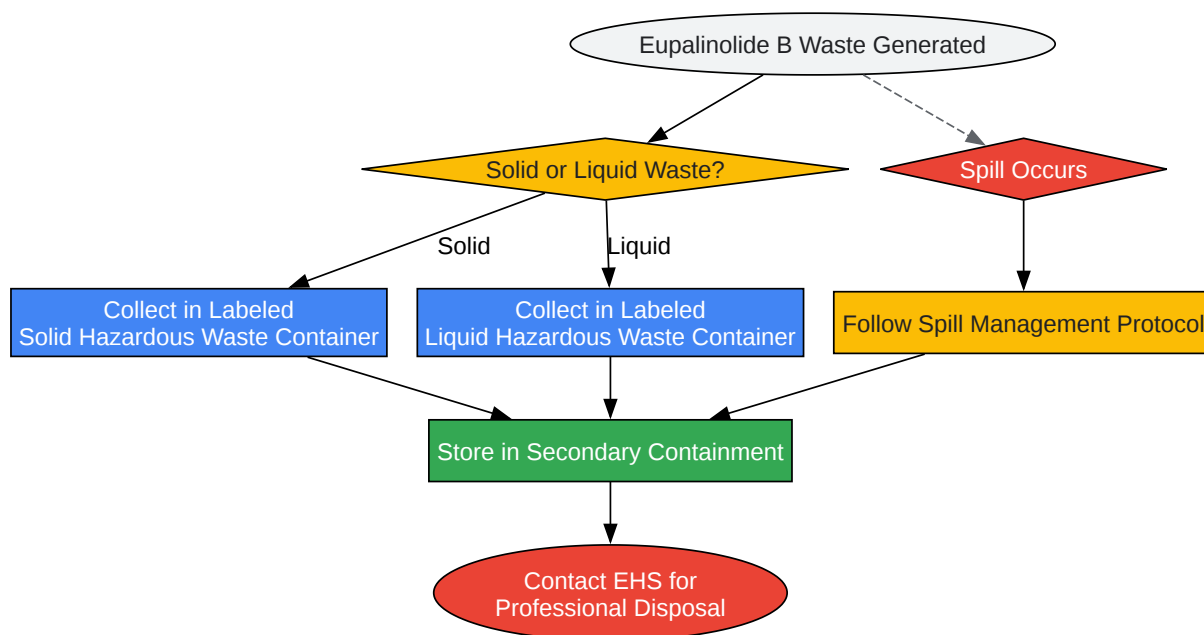 Eupalinolide B Waste Generated
Solid or Liquid Waste?
Spill Occurs
Solid
Liquid
Collect in Labeled
Solid Hazardous Waste Container
Collect in Labeled
Liquid Hazardous Waste Container
Follow Spill Management Protocol
Store in Secondary Containment
Contact EHS for
Professional Disposal